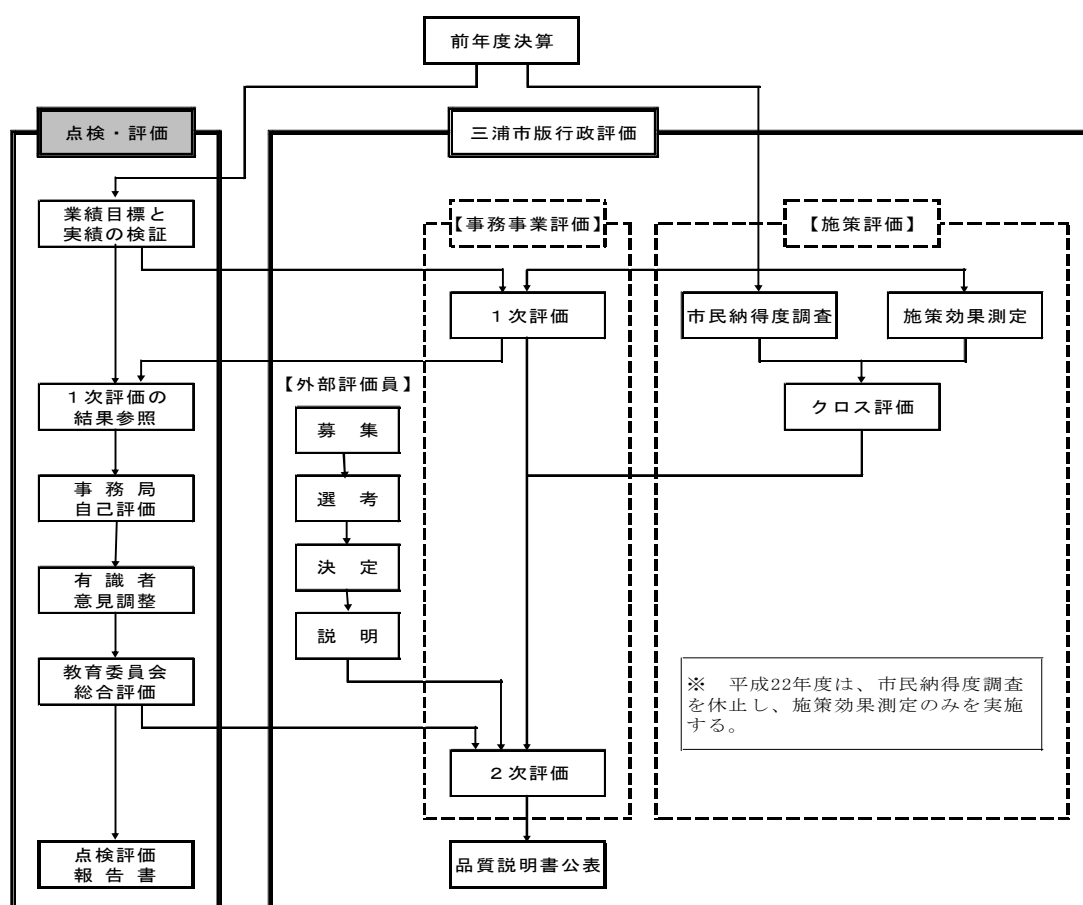 前年度決算
点検・評価
三浦市版行政評価
業績目標と
実績の検証
【事務事業評価】
【施策評価】
１次評価
市民納得度調査
施策効果測定
１次評価の
結果参照
【外部評価員】
クロス評価
募　集
事 務 局
自己評価
選　考
決　定
有 識 者
意見調整
説　明
教育委員会
総合評価
※　平成22年度は、市民納得度調査
を休止し、施策効果測定のみを実施
する。
２次評価
点検評価
報 告 書
品質説明書公表